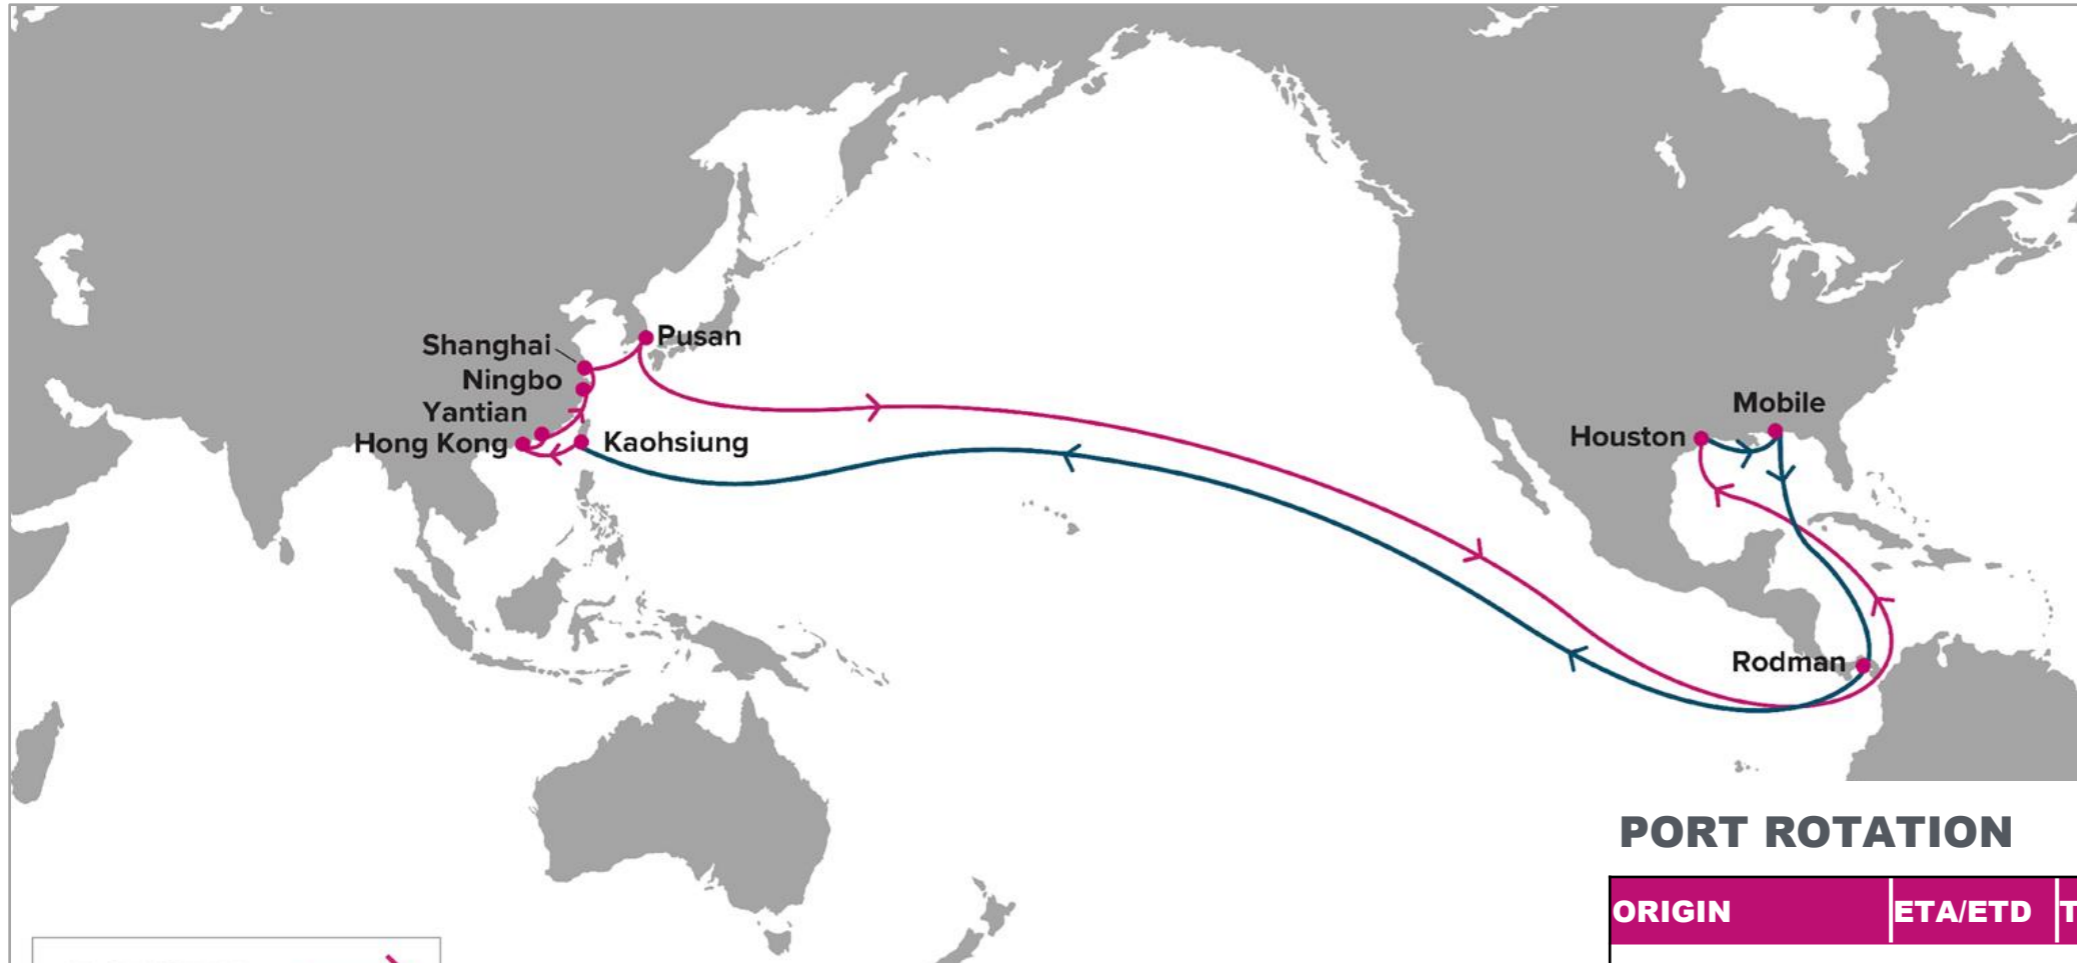 Shanghai
Pusan
Ningbo
Yantian
Hong Kong
Kaohsiung
Mobile
Houston
Rodman
PORT ROTATION
ORIGIN ETA/ETD